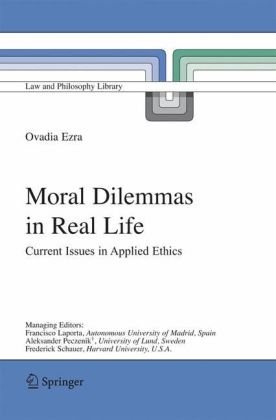 Law and Philosophy Library
Ovadia Ezra
Moral Dilemmas
in Real Life
Current Issues in Applied Ethics
Managing Editors:
Francisco Laporta, Autonomous University of Madrid, Spain
Aleksander Peczenik†, University of Lund, Sweden
Frederick Schauer, Harvard University, U.S.A.
Springer